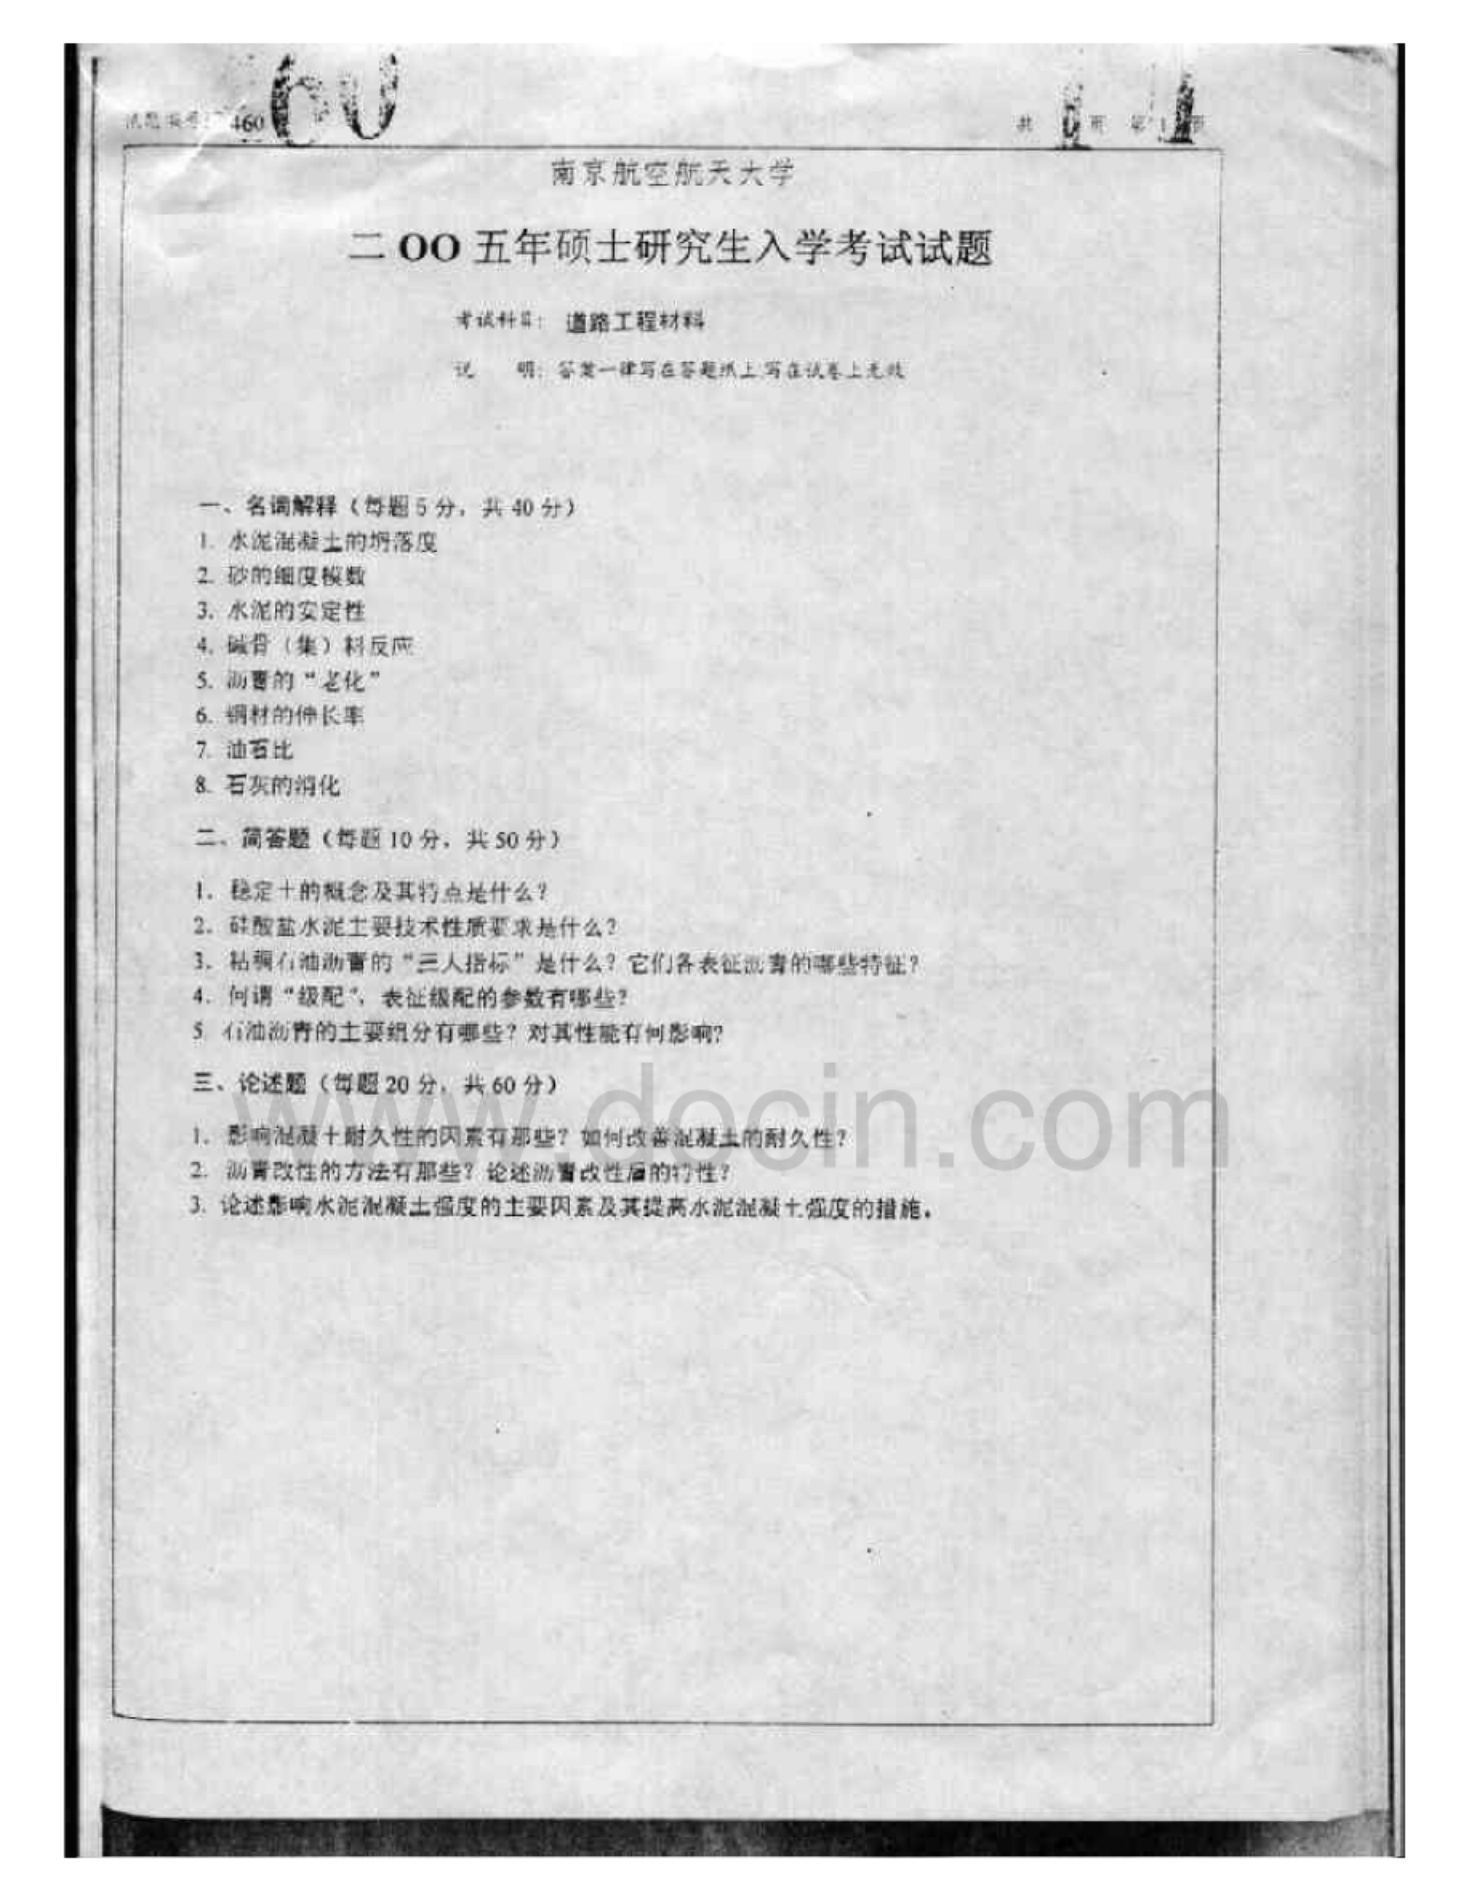 试题编号: 460
共 1 页 第 1 页
南京航空航天大学
二OO五年硕士研究生入学考试试题
考试科目: 道路工程材料
说 明: 答案一律写在答题纸上,写在试卷上无效
一、名词解释（每题5分，共40分）
1. 水泥混凝土的坍落度
2. 砂的细度模数
3. 水泥的安定性
4. 碱骨（集）料反应
5. 沥青的“老化”
6. 钢材的伸长率
7. 油石比
8. 石灰的消化
二、简答题（每题10分，共50分）
1. 稳定土的概念及其特点是什么?
2. 硅酸盐水泥主要技术性质要求是什么?
3. 粘稠石油沥青的“三大指标”是什么? 它们各表征沥青的哪些特征?
4. 何谓“级配”，表征级配的参数有哪些?
5 石油沥青的主要组分有哪些? 对其性能有何影响?
三、论述题（每题20分，共60分）
1. 影响混凝土耐久性的因素有那些? 如何改善混凝土的耐久性?
2. 沥青改性的方法有那些? 论述沥青改性后的特性?
3. 论述影响水泥混凝土强度的主要因素及其提高水泥混凝土强度的措施。
www.docin.com